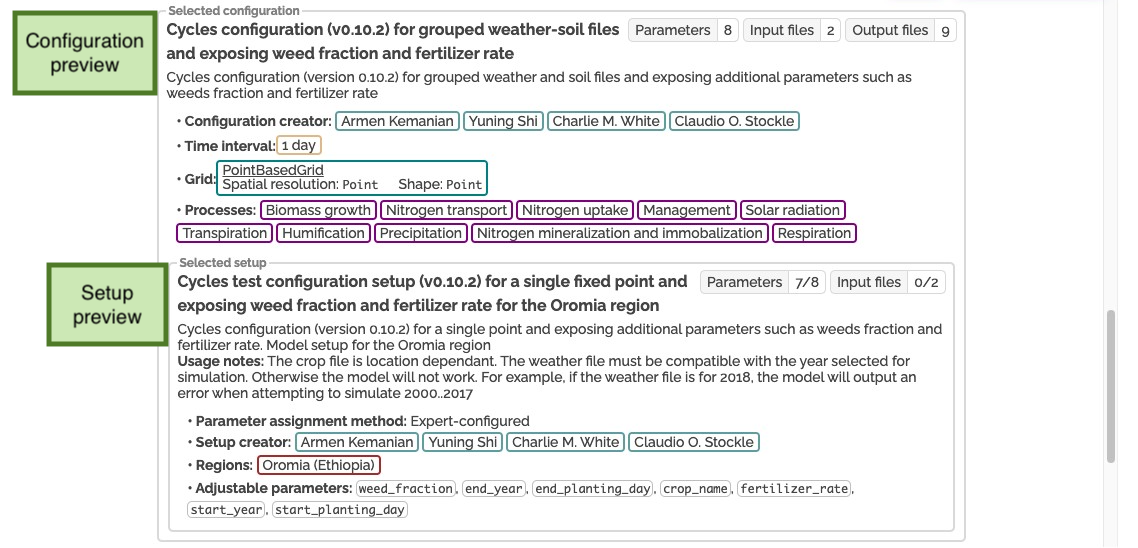 Selected configuration
Configuration
preview
Cycles configuration (v0.10.2) for grouped weather-soil files
and exposing weed fraction and fertilizer rate
Parameters 8 Input files 2 Output files 9
Cycles configuration (version 0.10.2) for grouped weather and soil files and exposing additional parameters such as
weeds fraction and fertilizer rate
• Configuration creator: Armen Kemanian Yuning Shi Charlie M. White Claudio O. Stockle
• Time interval: 1 day
• Grid: PointBasedGrid
Spatial resolution: Point Shape: Point
• Processes: Biomass growth Nitrogen transport Nitrogen uptake Management Solar radiation
Transpiration Humification Precipitation Nitrogen mineralization and immobalization Respiration
Setup
preview
Selected setup
Cycles test configuration setup (v0.10.2) for a single fixed point and
exposing weed fraction and fertilizer rate for the Oromia region
Parameters 7/8 Input files 0/2
Cycles configuration (version 0.10.2) for a single point and exposing additional parameters such as weeds fraction and
fertilizer rate. Model setup for the Oromia region
Usage notes: The crop file is location dependant. The weather file must be compatible with the year selected for
simulation. Otherwise the model will not work. For example, if the weather file is for 2018, the model will output an
error when attempting to simulate 2000..2017
• Parameter assignment method: Expert-configured
• Setup creator: Armen Kemanian Yuning Shi Charlie M. White Claudio O. Stockle
• Regions: Oromia (Ethiopia)
• Adjustable parameters: weed_fraction, end_year, end_planting_day, crop_name, fertilizer_rate,
start_year, start_planting_day